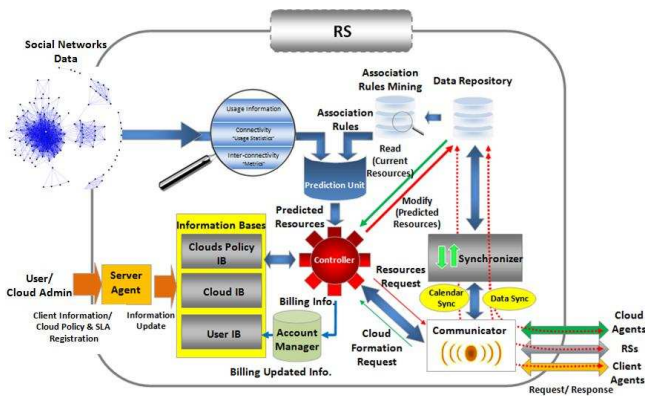 RS
Social Networks
Data
Usage Information
Connectivity
"Usage Statistics"
Inter-connectivity
"Metrics"
Association
Rules Mining
Data Repository
Association
Rules
Prediction Unit
Read
(Current
Resources)
Modify
(Predicted
Resources)
Predicted
Resources
Information Bases
Clouds Policy
IB
Cloud IB
User IB
Controller
Synchronizer
Resources
Request
Calendar
Sync
Data Sync
User/
Cloud Admin
Server
Agent
Client Information/
Cloud Policy & SLA
Registration
Information
Update
Billing Info.
Account
Manager
Billing Updated Info.
Cloud
Formation
Request
Communicator
Cloud
Agents
RSs
Client
Agents
Request/ Response